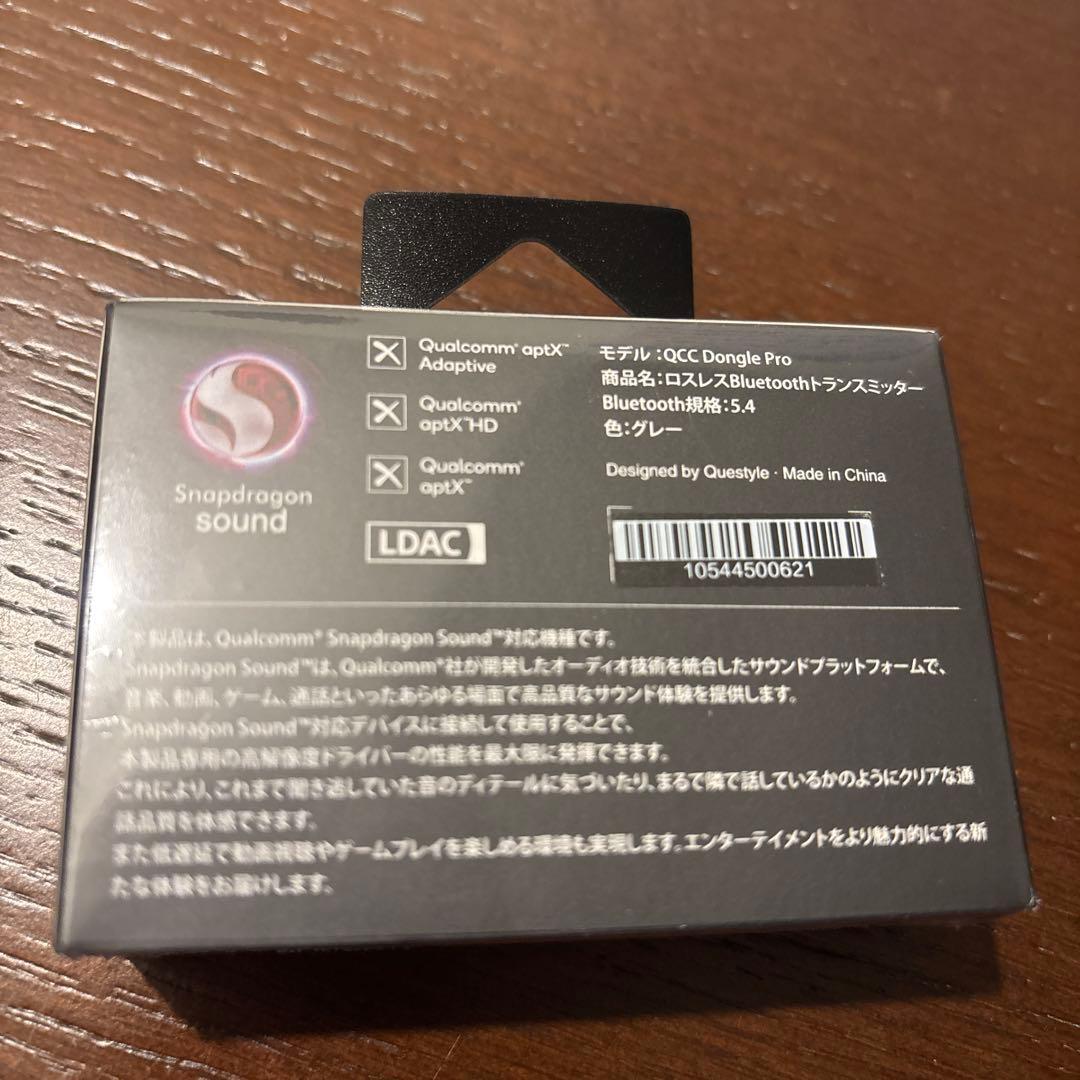 Snapdragon
sound
Qualcomm® aptX™
Adaptive
Qualcomm®
aptX™HD
Qualcomm®
aptX™
LDAC
モデル：QCC Dongle Pro
商品名：ロスレスBluetoothトランスミッター
Bluetooth規格：5.4
色：グレー
Designed by Questyle · Made in China
10544500621
本製品は、Qualcomm® Snapdragon Sound™対応機種です。
Snapdragon Sound™は、Qualcomm®社が開発したオーディオ技術を統合したサウンドプラットフォームで、
音楽、動画、ゲーム、通話といったあらゆる場面で高品質なサウンド体験を提供します。
Snapdragon Sound™対応デバイスに接続して使用することで、
本製品専用の高解像度ドライバーの性能を最大限に発揮できます。
これにより、これまで聞き逃していた音のディテールに気づいたり、まるで隣で話しているかのようにクリアな通
話品質を体感できます。
また低遅延で動画視聴やゲームプレイを楽しめる環境も実現します。エンターテイメントをより魅力的にする新
たな体験をお届けします。